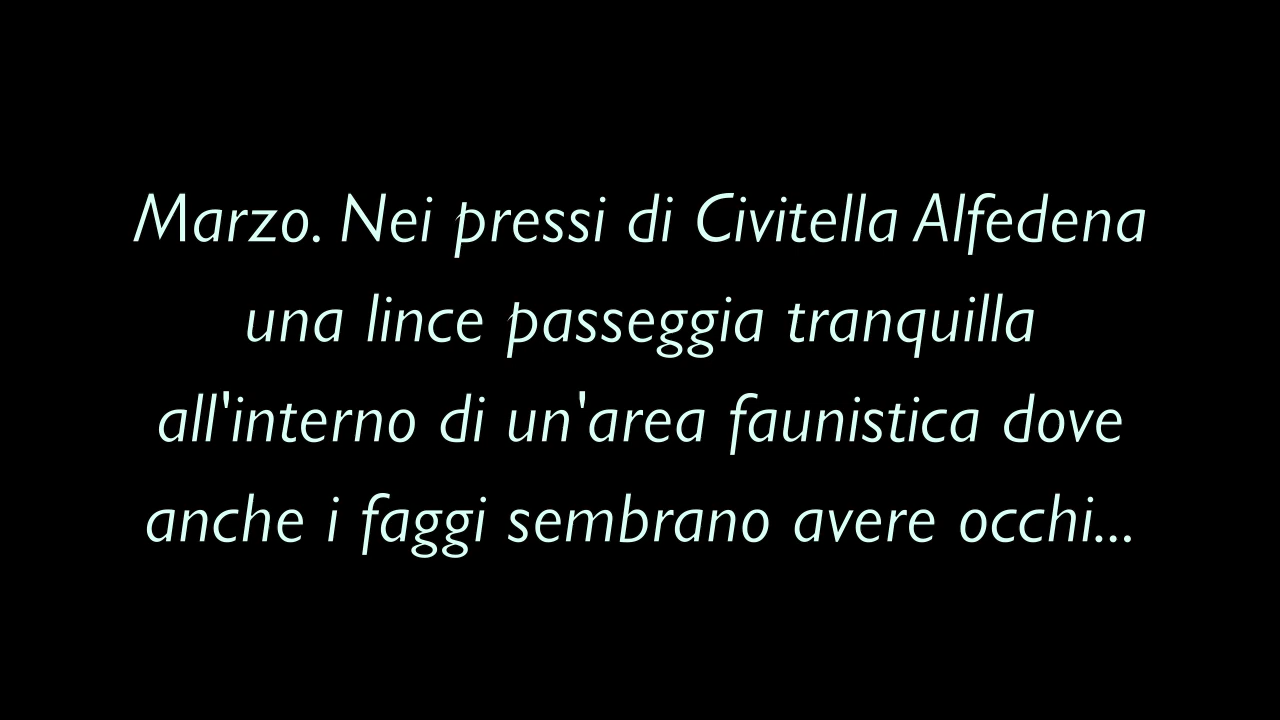 Marzo. Nei pressi di Civitella Alfedena
una lince passeggia tranquilla
all'interno di un'area faunistica dove
anche i faggi sembrano avere occhi...